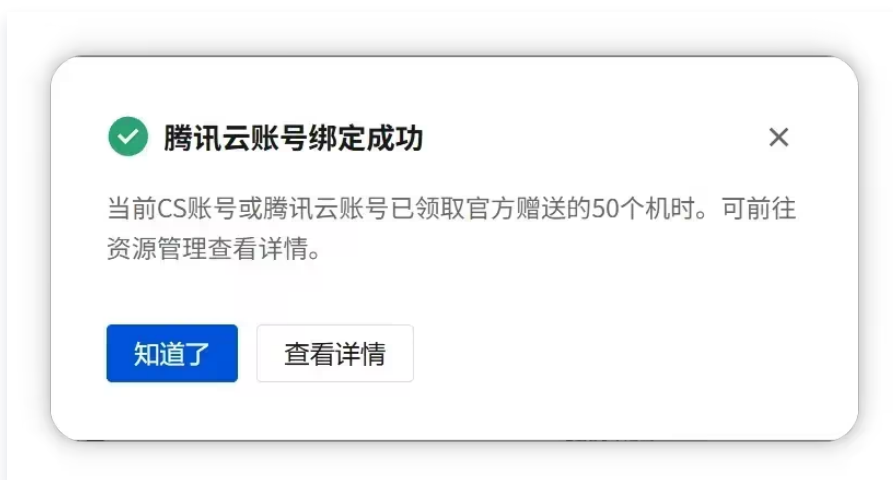 腾讯云账号绑定成功
当前CS账号或腾讯云账号已领取官方赠送的50个机时。可前往
资源管理查看详情。
知道了 查看详情